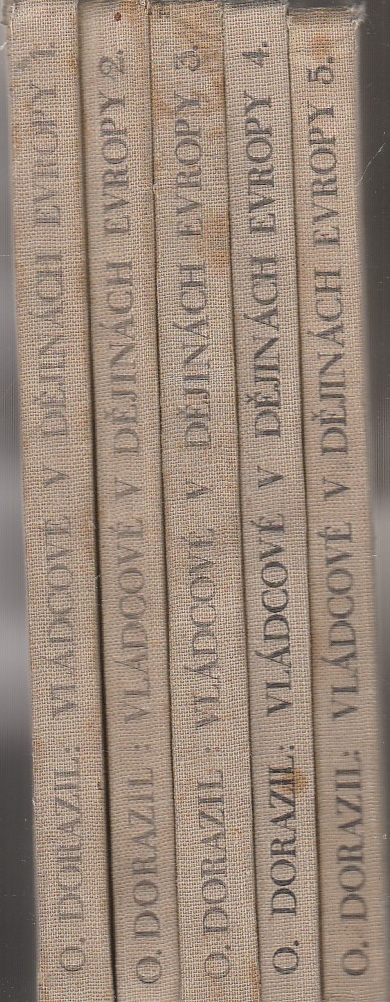 O. DORAZIL: VLÁDCOVÉ V DĚJINÁCH EVROPY 1.
O. DORAZIL: VLÁDCOVÉ V DĚJINÁCH EVROPY 2.
O. DORAZIL: VLÁDCOVÉ V DĚJINÁCH EVROPY 3.
O. DORAZIL: VLÁDCOVÉ V DĚJINÁCH EVROPY 4.
O. DORAZIL: VLÁDCOVÉ V DĚJINÁCH EVROPY 5.